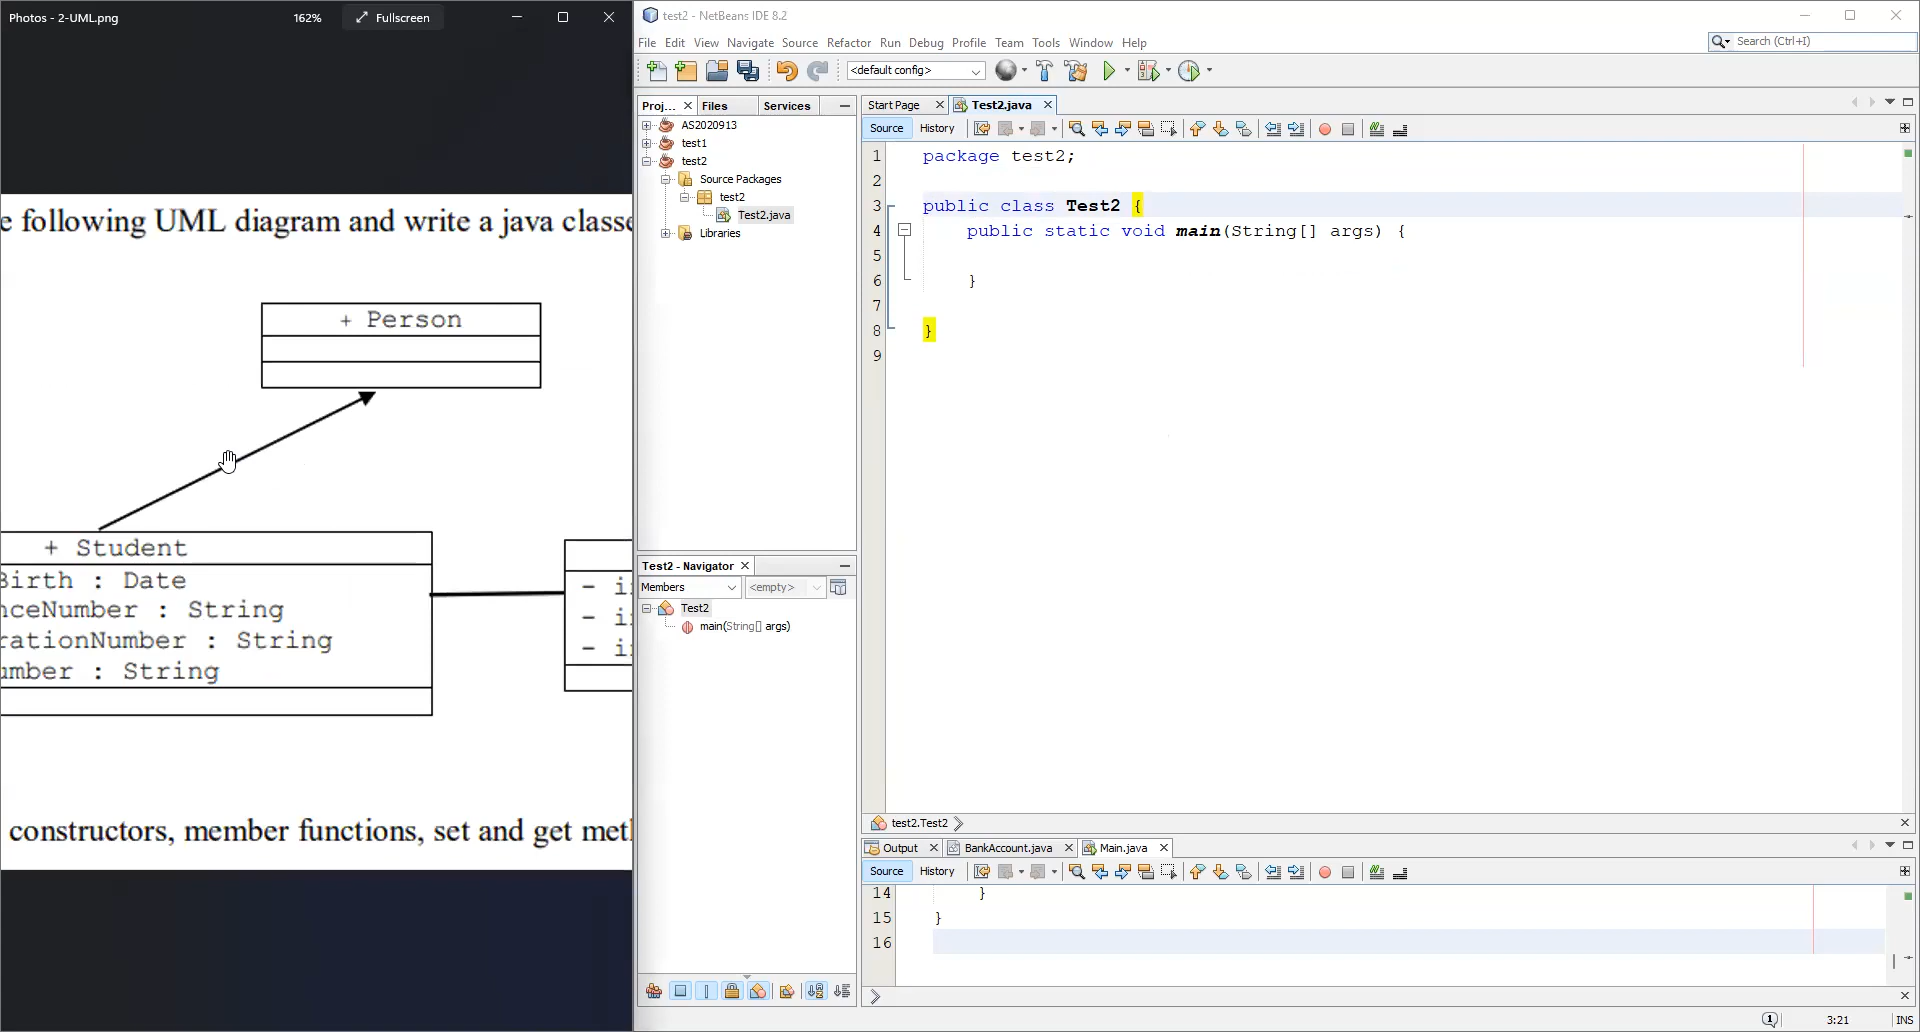 Photos - 2-UML.png
162%
Fullscreen
e following UML diagram and write a java classe
+ Person
+ Student
Birth : Date
nceNumber : String
rationNumber : String
umber : String
- i
- i
- i
constructors, member functions, set and get met
test2 - NetBeans IDE 8.2
File Edit View Navigate Source Refactor Run Debug Profile Team Tools Window Help
Search (Ctrl+I)
<default config>
Proj... Files Services
AS2020913
test1
test2
Source Packages
test2
Test2.java
Libraries
Test2 - Navigator
Members
<empty>
Test2
main(String[] args)
Start Page Test2.java
Source History
1 package test2;
2
3 public class Test2 {
4 public static void main(String[] args) {
5
6 }
7
8 }
9
test2.Test2
Output BankAccount.java Main.java
Source History
14 }
15 }
16
1
3:21 INS